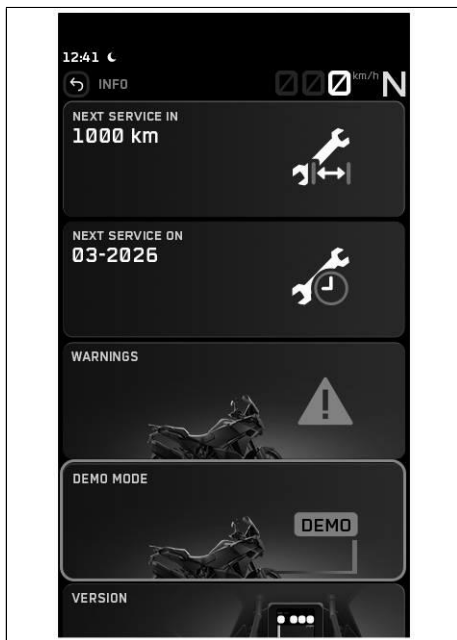 12:41
INFO
000 km/h N
NEXT SERVICE IN
1000 km
NEXT SERVICE ON
03-2026
WARNINGS
DEMO MODE
DEMO
VERSION